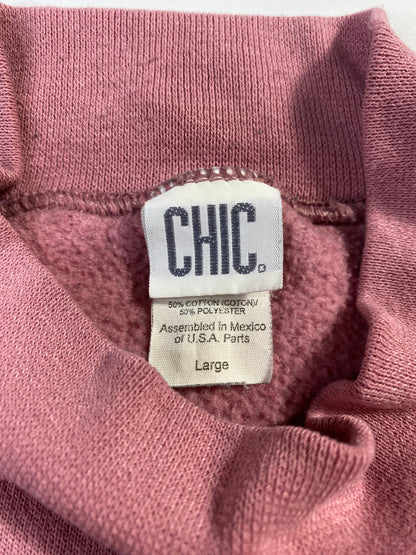 CHIC®
50% COTTON (COTON)/
50% POLYESTER
Assembled in Mexico
of U.S.A. Parts
Large